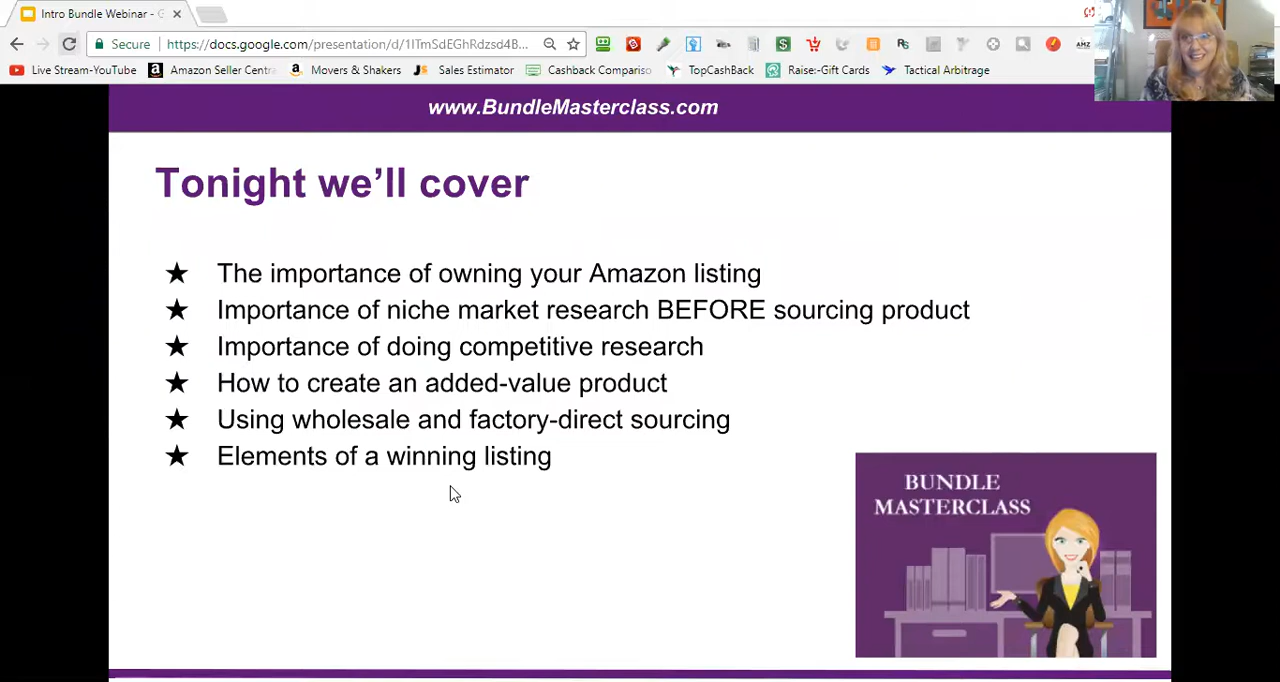 Intro Bundle Webinar - G
Secure
https://docs.google.com/presentation/d/1ITmSdEGhRdzsd4B...
Live Stream-YouTube
Amazon Seller Centra
Movers & Shakers
Sales Estimator
Cashback Compariso
TopCashBack
Raise:-Gift Cards
Tactical Arbitrage
www.BundleMasterclass.com
Tonight we'll cover
★ The importance of owning your Amazon listing
★ Importance of niche market research BEFORE sourcing product
★ Importance of doing competitive research
★ How to create an added-value product
★ Using wholesale and factory-direct sourcing
★ Elements of a winning listing
BUNDLE
MASTERCLASS